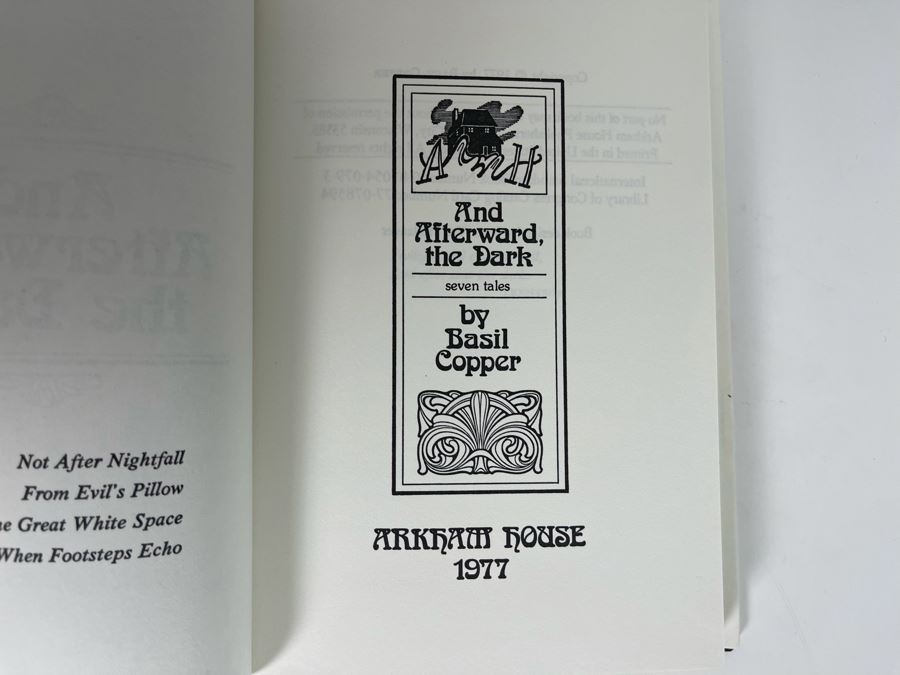 Not After Nightfall
From Evil's Pillow
Great White Space
When Footsteps Echo
AH
And
Afterward,
the Dark
seven tales
by
Basil
Copper
ARKHAM HOUSE
1977